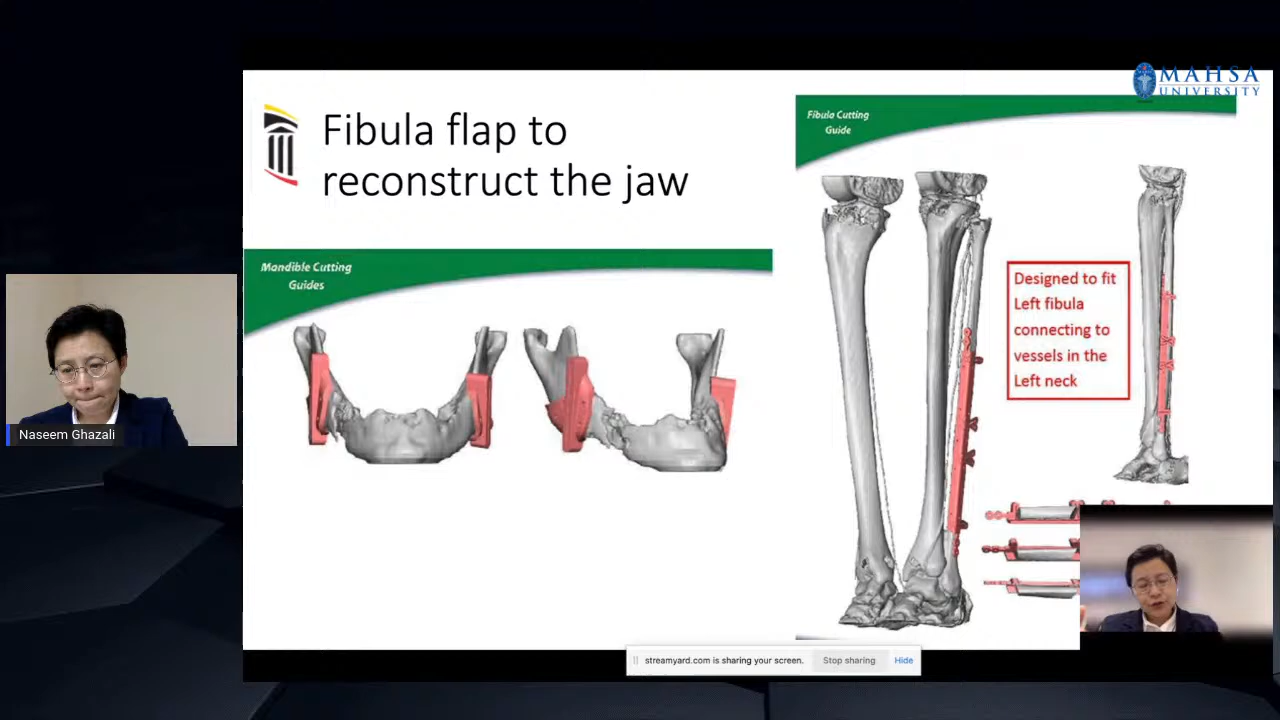 MAHSA
UNIVERSITY
Fibula flap to
reconstruct the jaw
Fibula Cutting
Guide
Mandible Cutting
Guides
Designed to fit
Left fibula
connecting to
vessels in the
Left neck
Naseem Ghazali
streamyard.com is sharing your screen.
Stop sharing
Hide